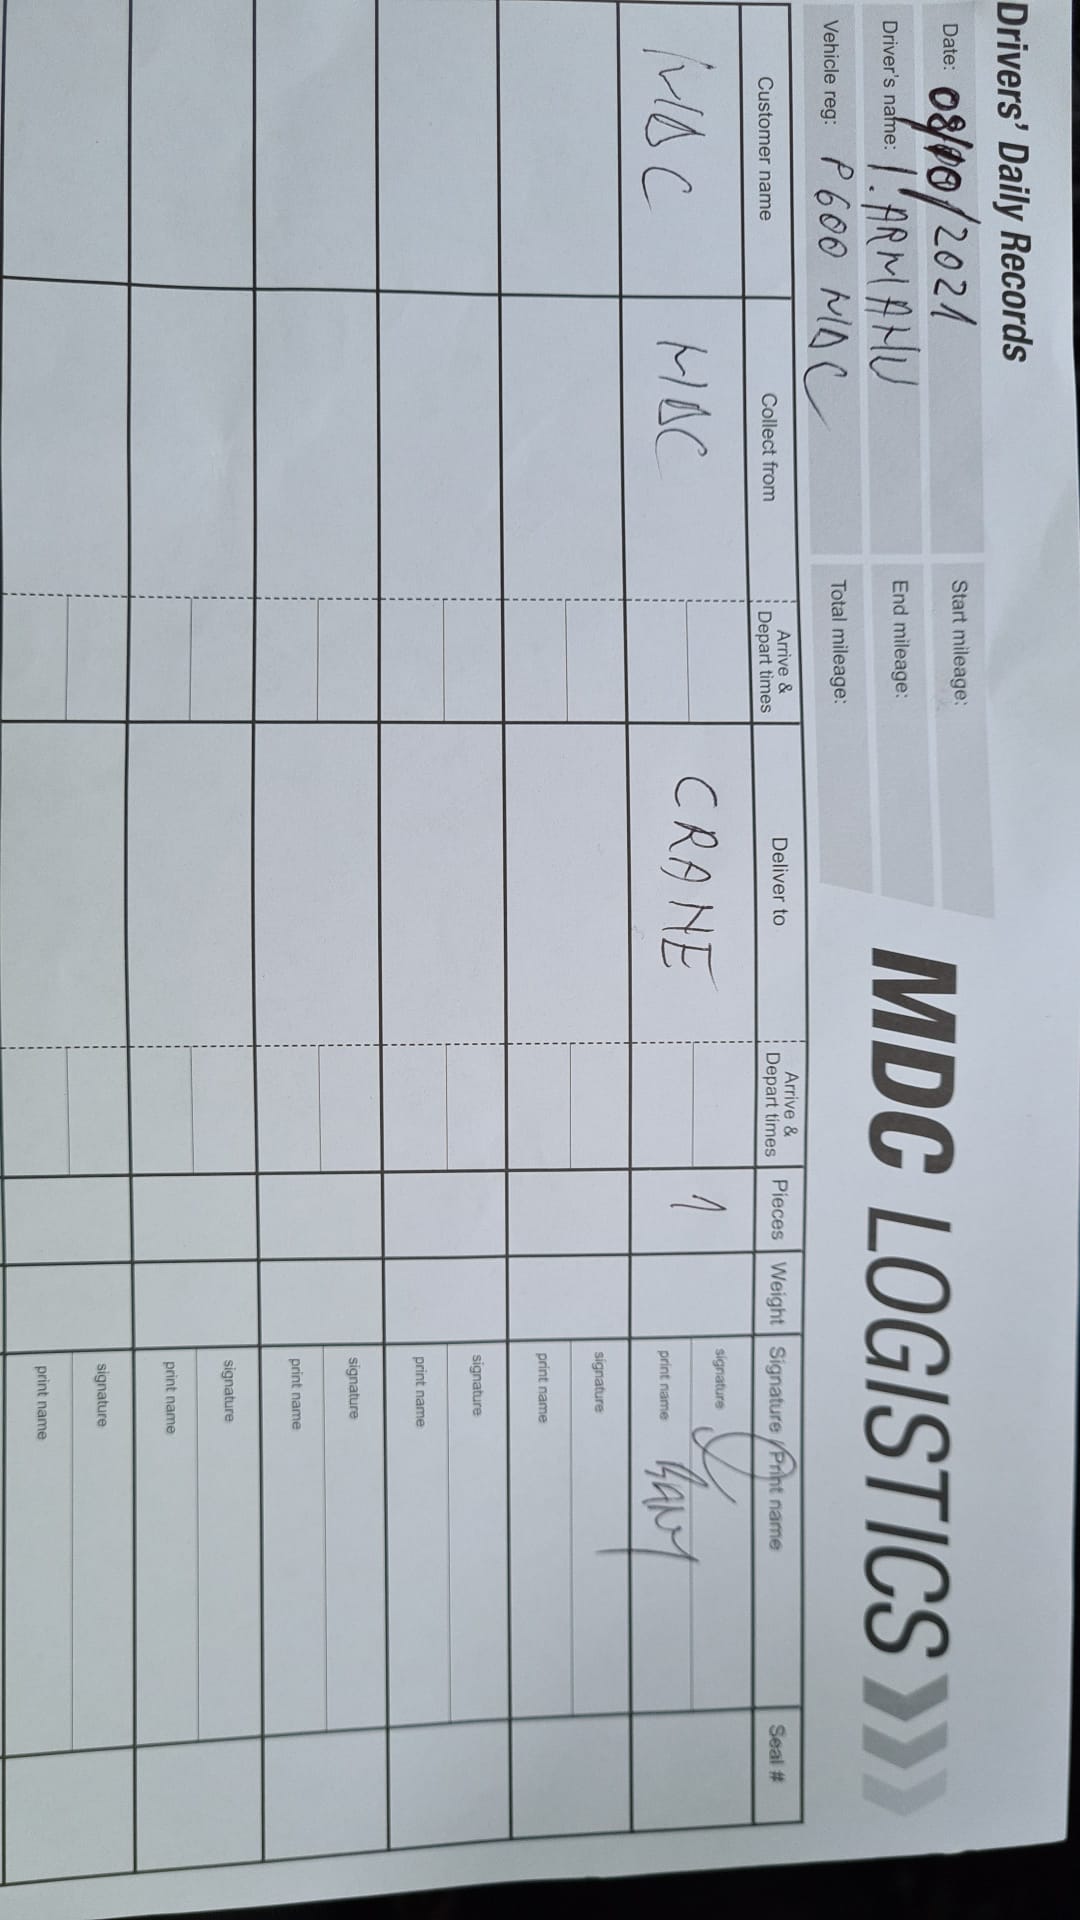 Drivers' Daily Records
Date: 08/10/2021
Start mileage:
Driver's name: I. ARMANU
End mileage:
Vehicle reg: P600 MDC
Total mileage:
MDC LOGISTICS
Customer name Collect from Arrive & Depart times Deliver to Arrive & Depart times Pieces Weight Signature / Print name Seal #
MDC MDC CRANE 1 signature
print name
signature
print name
signature
print name
signature
print name
signature
print name
signature
print name